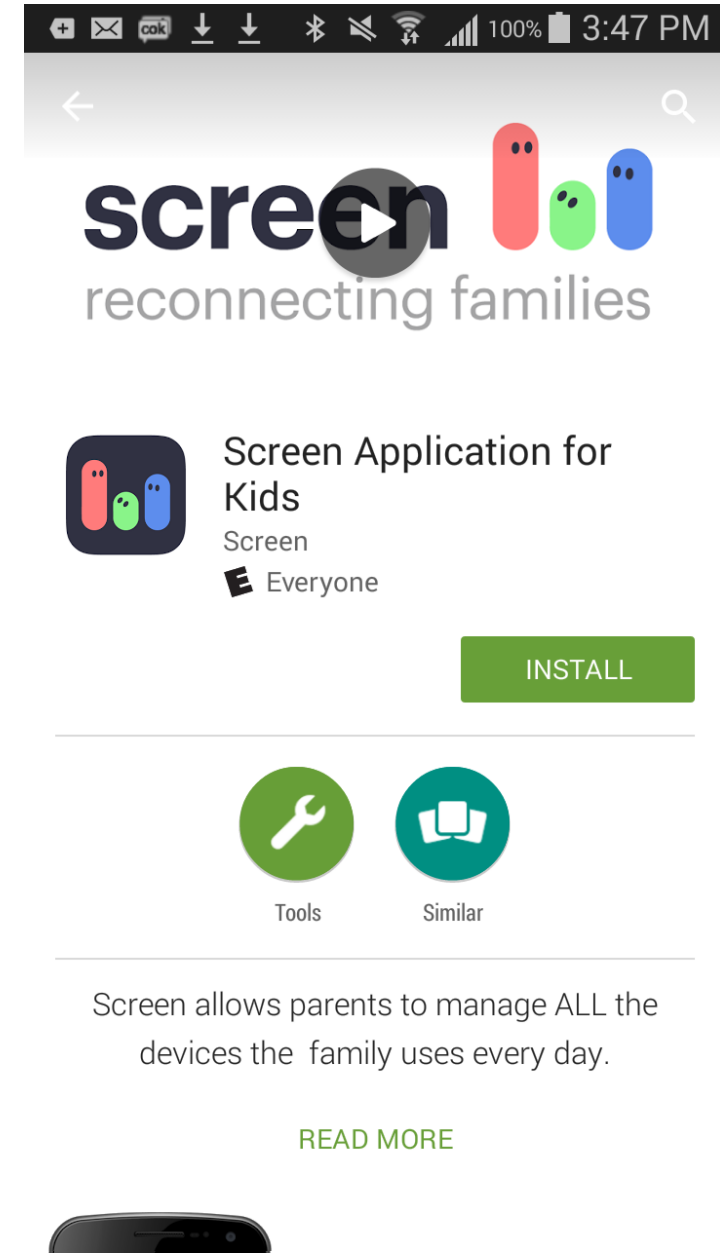 cok 100% 3:47 PM
screen
reconnecting families
Screen Application for
Kids
Screen
E Everyone
INSTALL
Tools Similar
Screen allows parents to manage ALL the
devices the family uses every day.
READ MORE